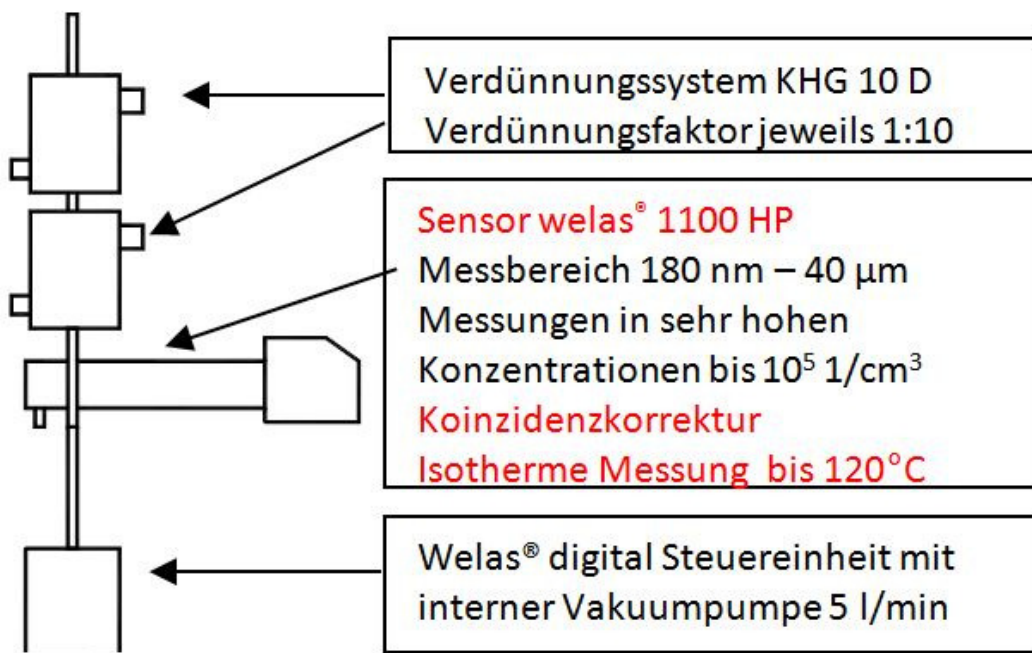 Verdünnungssystem KHG 10 D
Verdünnungsfaktor jeweils 1:10
Sensor welas® 1100 HP
Messbereich 180 nm – 40 µm
Messungen in sehr hohen
Konzentrationen bis 10⁵ 1/cm³
Koinzidenzkorrektur
Isotherme Messung  bis 120°C
Welas® digital Steuereinheit mit
interner Vakuumpumpe 5 l/min